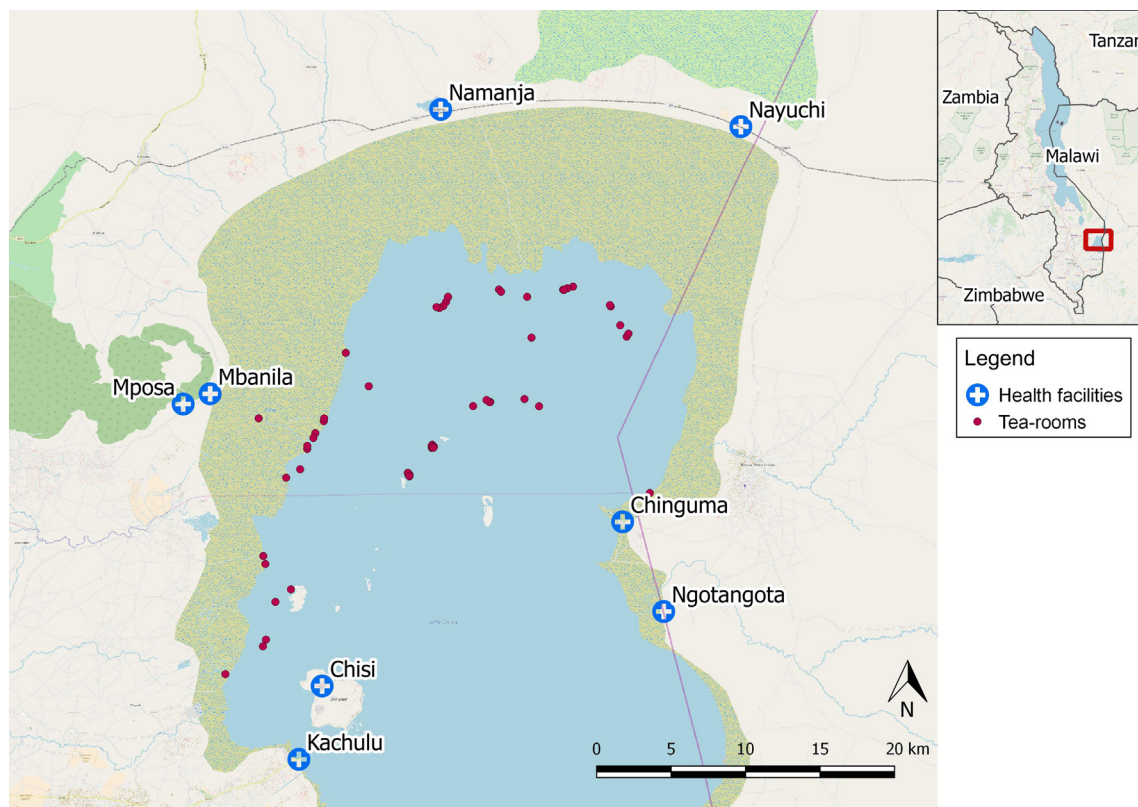 Namanja
Nayuchi
Mposa
Mbanila
Chinguma
Ngotangota
Chisi
Kachulu
N
0 5 10 15 20 km
Tanzan
Zambia
Malawi
Zimbabwe
Legend
Health facilities
Tea-rooms